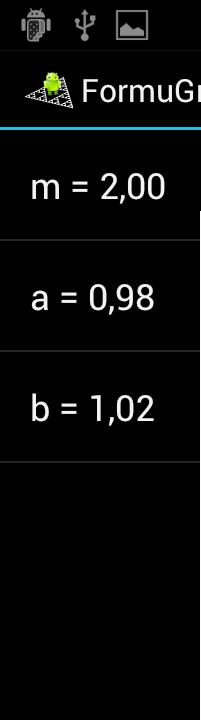 FormuGr
m = 2,00
a = 0,98
b = 1,02